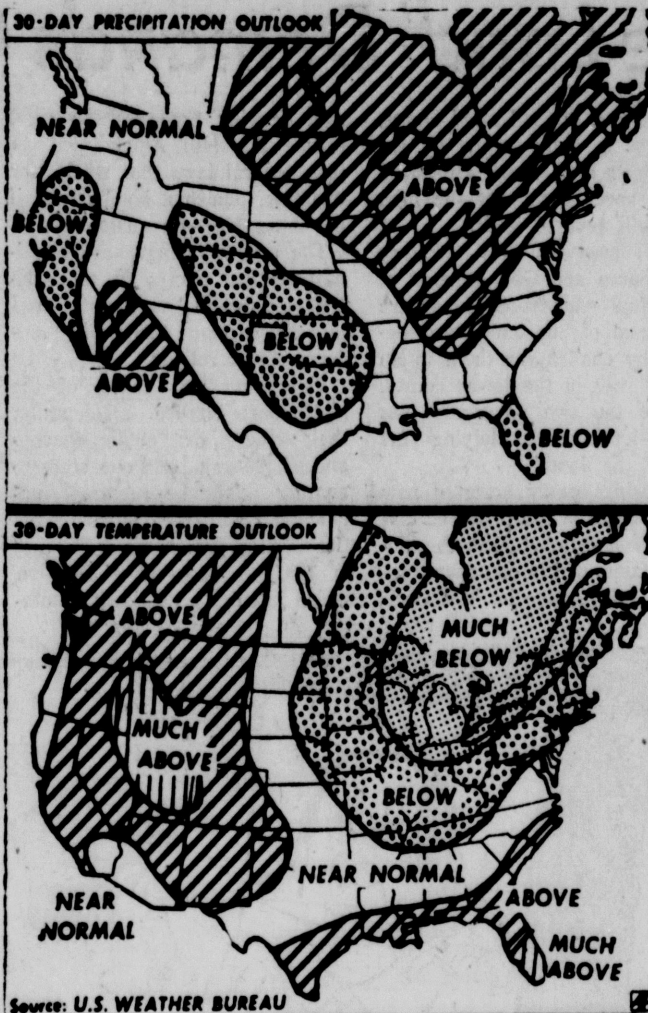 30-DAY PRECIPITATION OUTLOOK
NEAR NORMAL
ABOVE
BELOW
BELOW
ABOVE
BELOW
30-DAY TEMPERATURE OUTLOOK
ABOVE
MUCH
BELOW
MUCH
ABOVE
BELOW
NEAR NORMAL
NEAR
NORMAL
ABOVE
MUCH
ABOVE
Source: U.S. WEATHER BUREAU